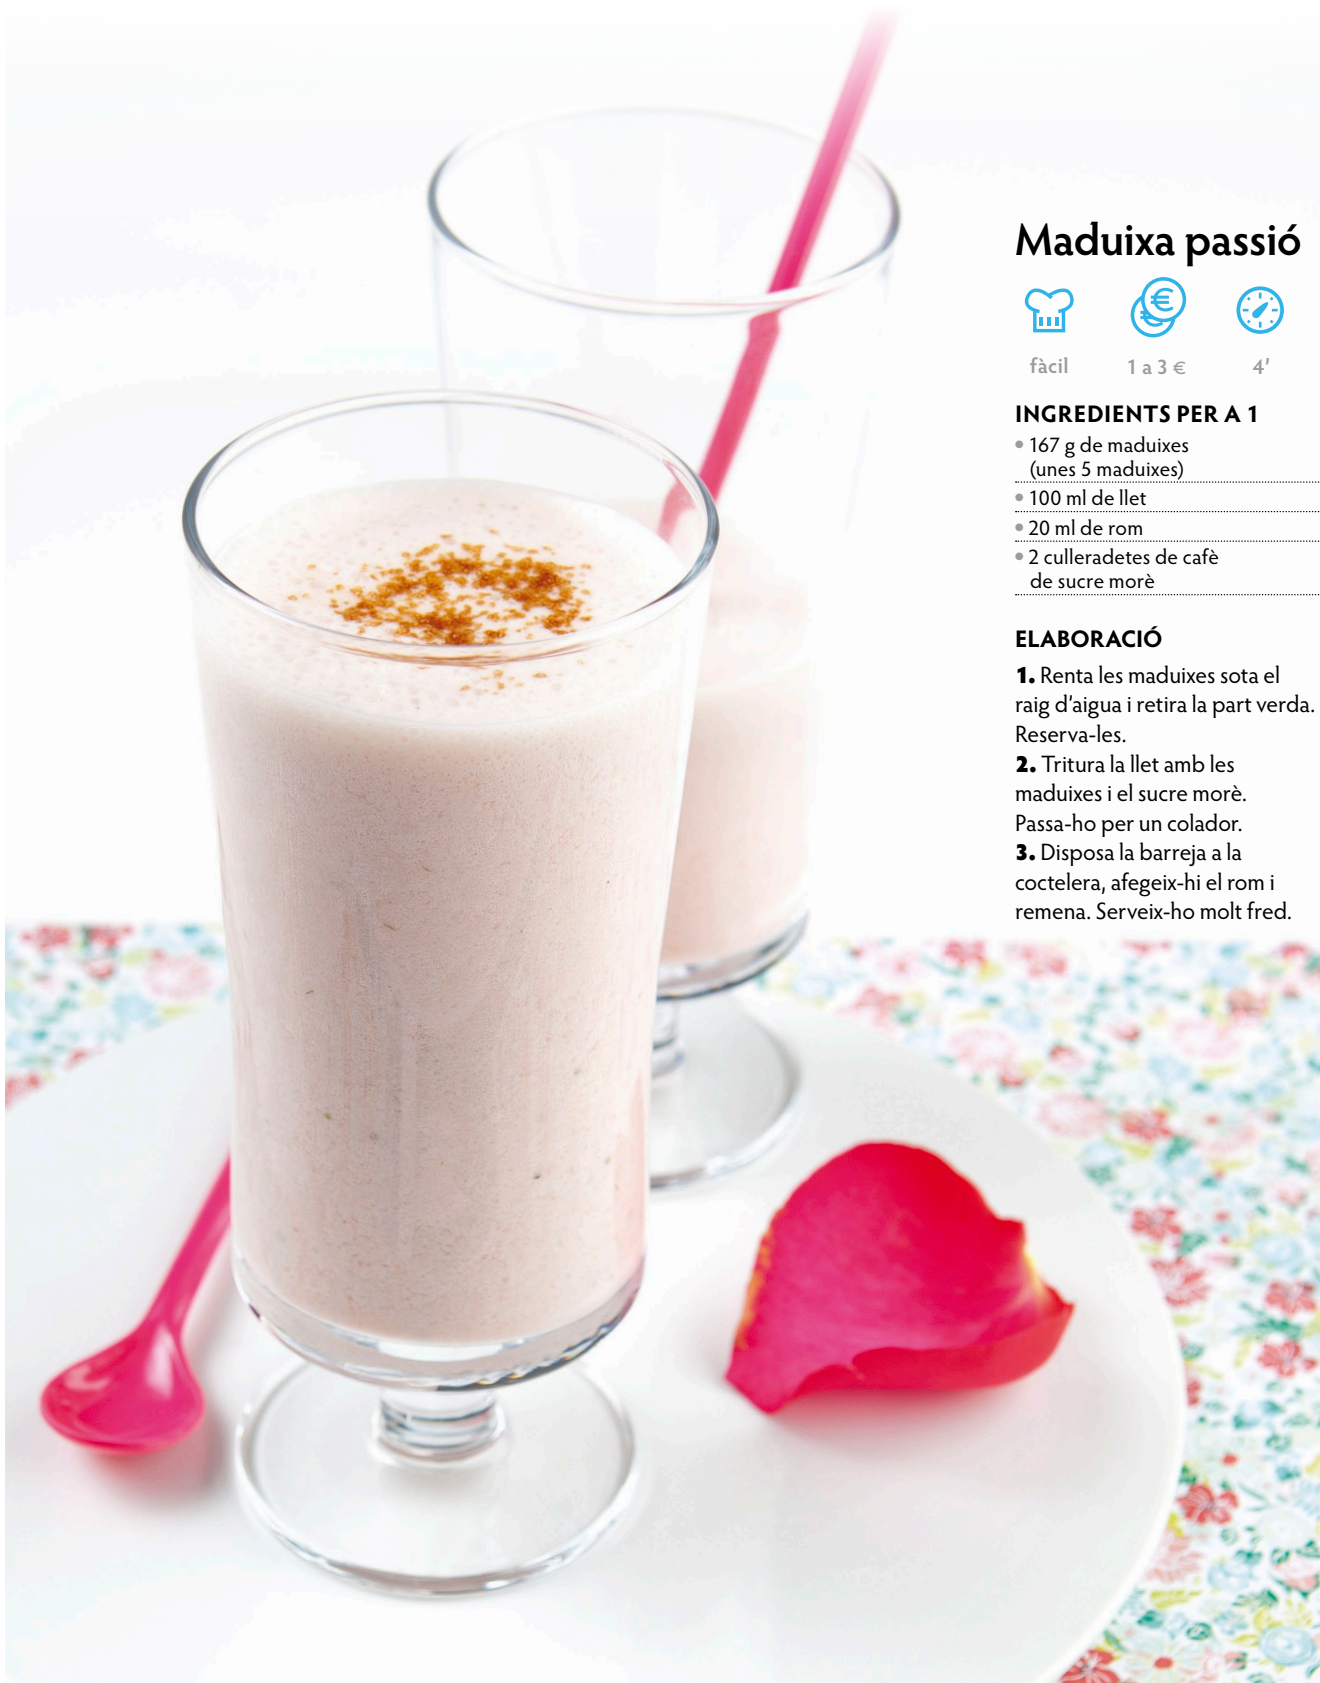 Maduixa passió
fàcil
1 a 3 €
4'
INGREDIENTS PER A 1
• 167 g de maduixes
(unes 5 maduixes)
• 100 ml de llet
• 20 ml de rom
• 2 culleradetes de cafè
de sucre morè
ELABORACIÓ
1. Renta les maduixes sota el
raig d'aigua i retira la part verda.
Reserva-les.
2. Tritura la llet amb les
maduixes i el sucre morè.
Passa-ho per un colador.
3. Disposa la barreja a la
coctelera, afegeix-hi el rom i
remena. Serveix-ho molt fred.